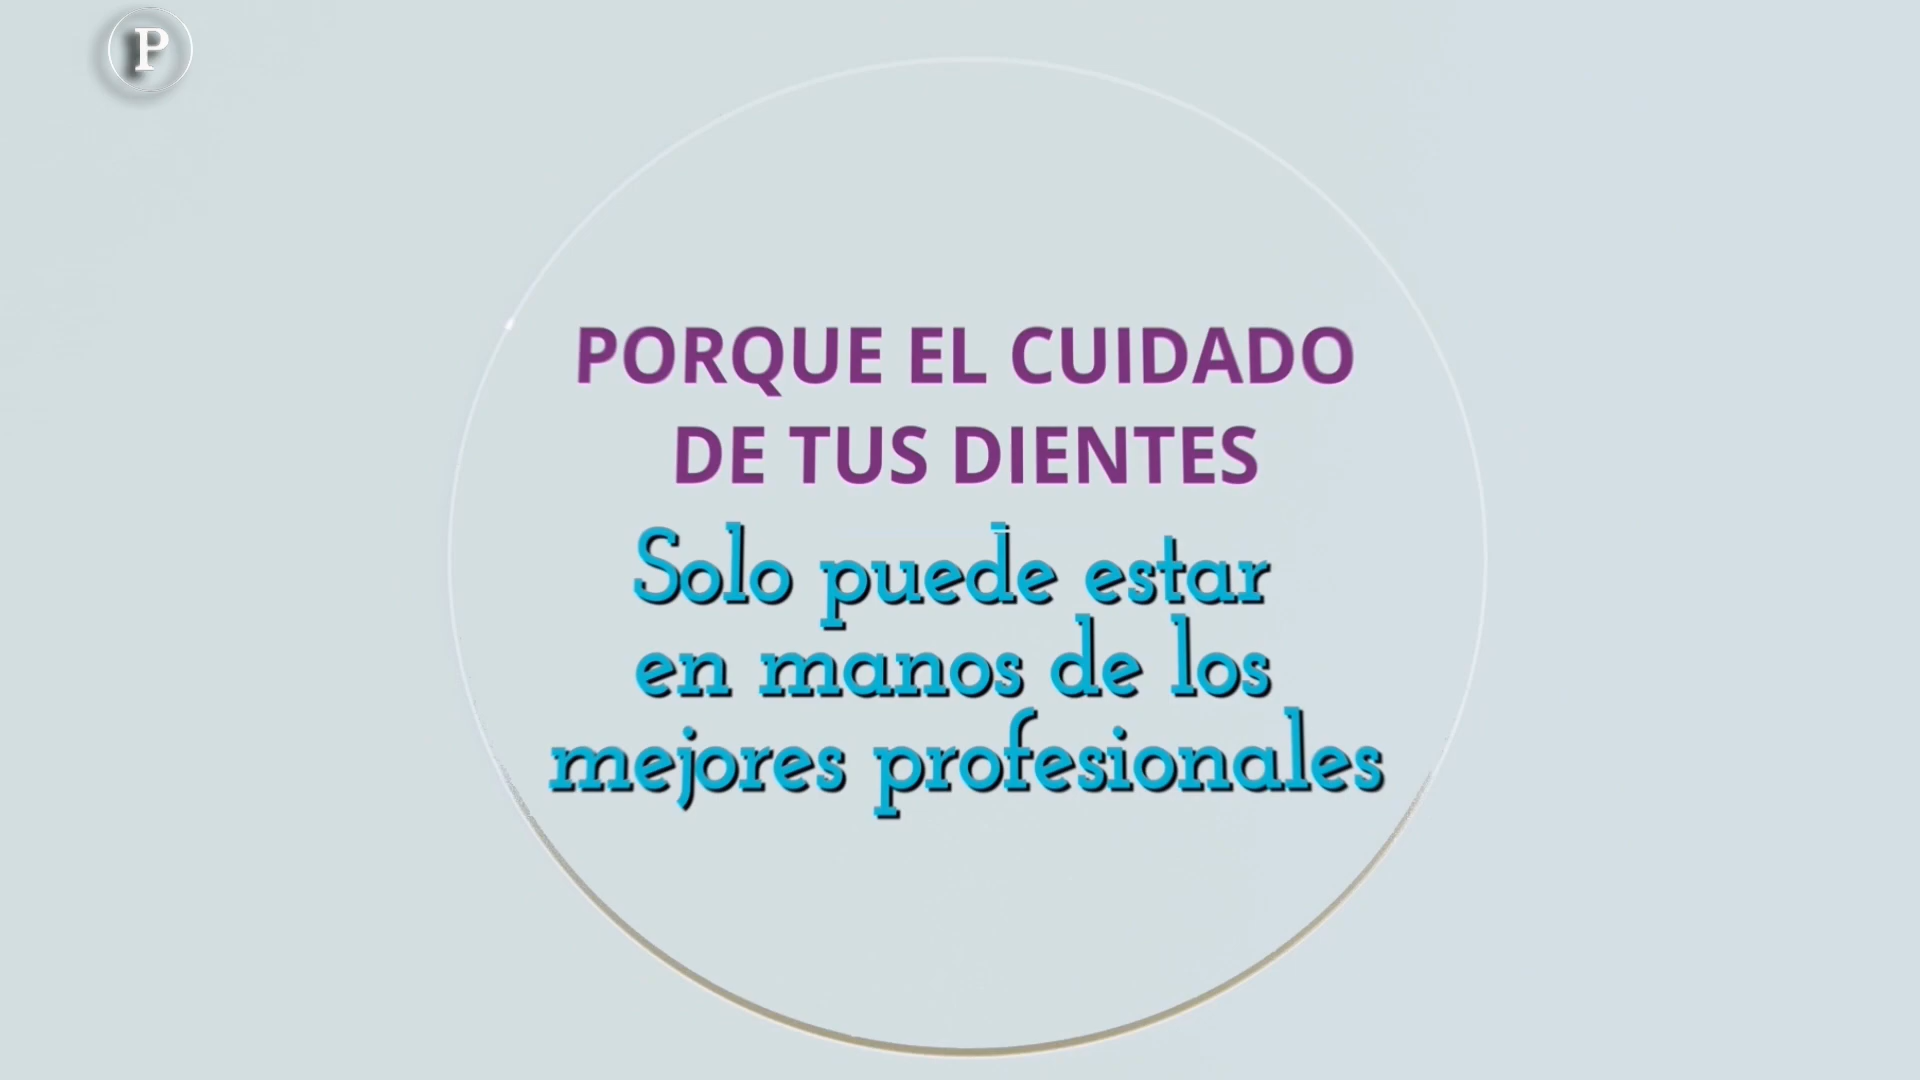 P
PORQUE EL CUIDADO
DE TUS DIENTES
Solo puede estar
en manos de los
mejores profesionales